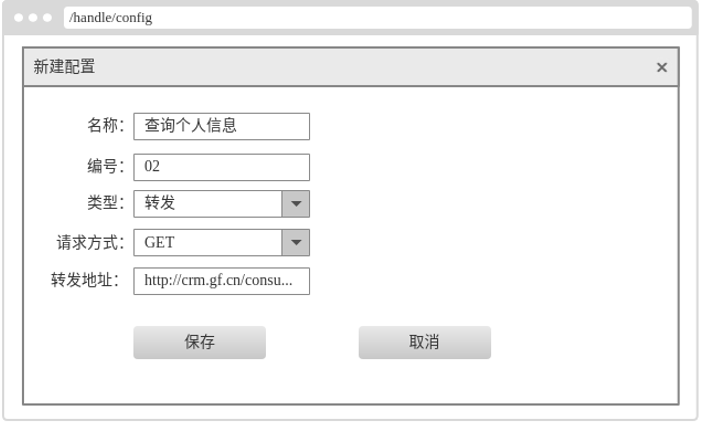 /handle/config
新建配置 ×
名称： 查询个人信息
编号： 02
类型： 转发
请求方式： GET
转发地址： http://crm.gf.cn/consu...
保存 取消